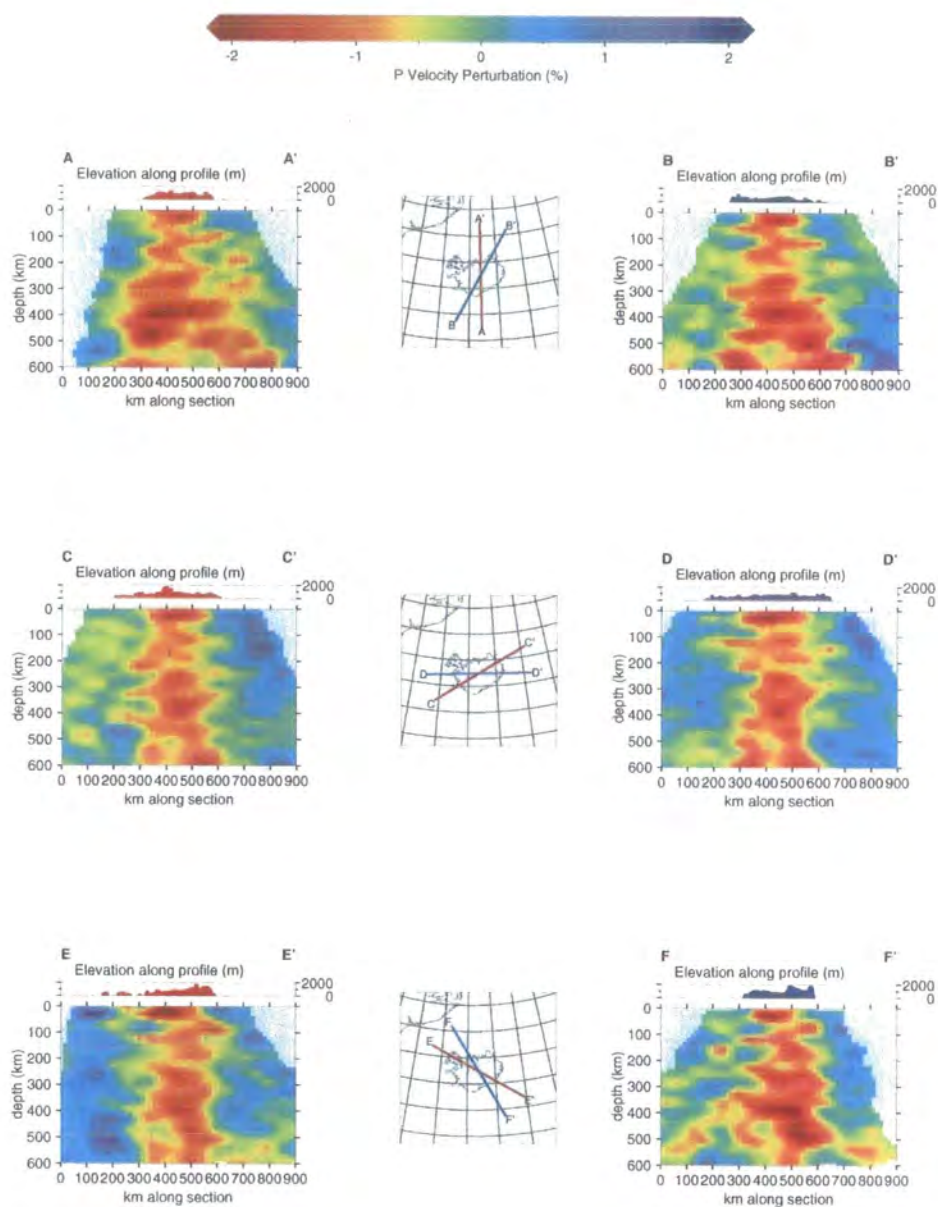 -2 -1 0 1 2
P Velocity Perturbation (%)
A A'
Elevation along profile (m)
2000
0
0
100
200
300
400
500
600
depth (km)
0 100 200 300 400 500 600 700 800 900
km along section
A'
B'
B
A
B B'
Elevation along profile (m)
2000
0
0
100
200
300
400
500
600
depth (km)
0 100 200 300 400 500 600 700 800 900
km along section
C C'
Elevation along profile (m)
2000
0
0
100
200
300
400
500
600
depth (km)
0 100 200 300 400 500 600 700 800 900
km along section
C'
D D'
C
D D'
Elevation along profile (m)
2000
0
0
100
200
300
400
500
600
depth (km)
0 100 200 300 400 500 600 700 800 900
km along section
E E'
Elevation along profile (m)
2000
0
0
100
200
300
400
500
600
depth (km)
0 100 200 300 400 500 600 700 800 900
km along section
F
E
E'
F'
F F'
Elevation along profile (m)
2000
0
0
100
200
300
400
500
600
depth (km)
0 100 200 300 400 500 600 700 800 900
km along section